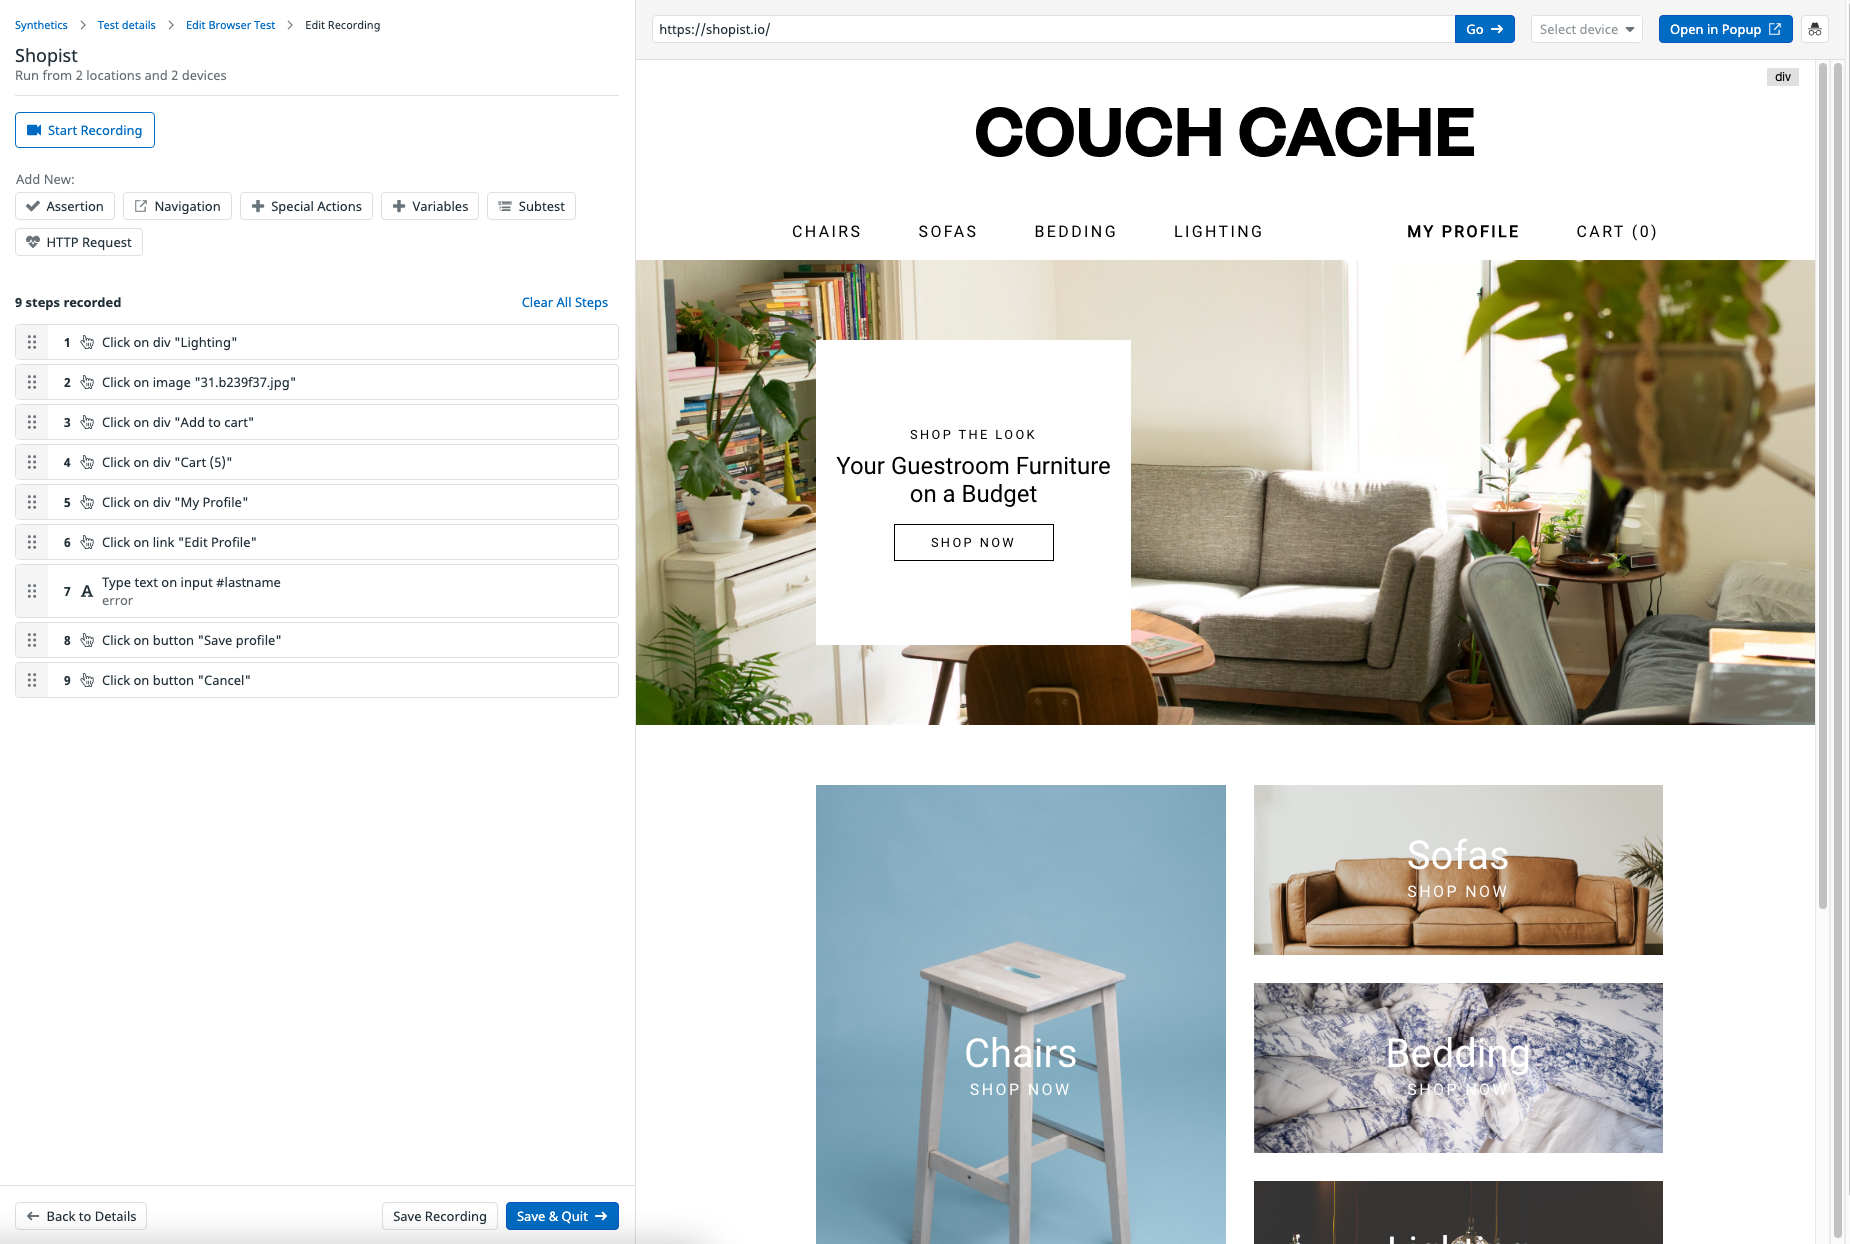 Synthetics > Test details > Edit Browser Test > Edit Recording
Shopist
Run from 2 locations and 2 devices
Start Recording
Add New:
Assertion Navigation Special Actions Variables Subtest
HTTP Request
9 steps recorded Clear All Steps
1 Click on div "Lighting"
2 Click on image "31.b239f37.jpg"
3 Click on div "Add to cart"
4 Click on div "Cart (5)"
5 Click on div "My Profile"
6 Click on link "Edit Profile"
7 A Type text on input #lastname
error
8 Click on button "Save profile"
9 Click on button "Cancel"
Back to Details Save Recording Save & Quit
https://shopist.io/ Go Select device Open in Popup
div
COUCH CACHE
CHAIRS SOFAS BEDDING LIGHTING MY PROFILE CART (0)
SHOP THE LOOK
Your Guestroom Furniture
on a Budget
SHOP NOW
Sofas
SHOP NOW
Chairs
SHOP NOW
Bedding
SHOP NOW
Lighting